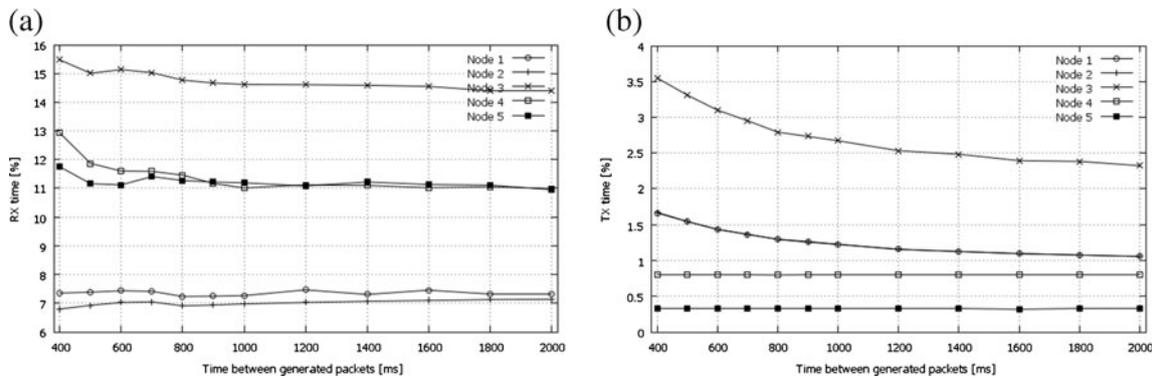 (a)
16
15
14
13
12
11
10
9
8
7
6
RX time [%]
400 600 800 1000 1200 1400 1600 1800 2000
Time between generated packets [ms]
Node 1
Node 2
Node 3
Node 4
Node 5
(b)
4
3.5
3
2.5
2
1.5
1
0.5
0
TX time [%]
400 600 800 1000 1200 1400 1600 1800 2000
Time between generated packets [ms]
Node 1
Node 2
Node 3
Node 4
Node 5